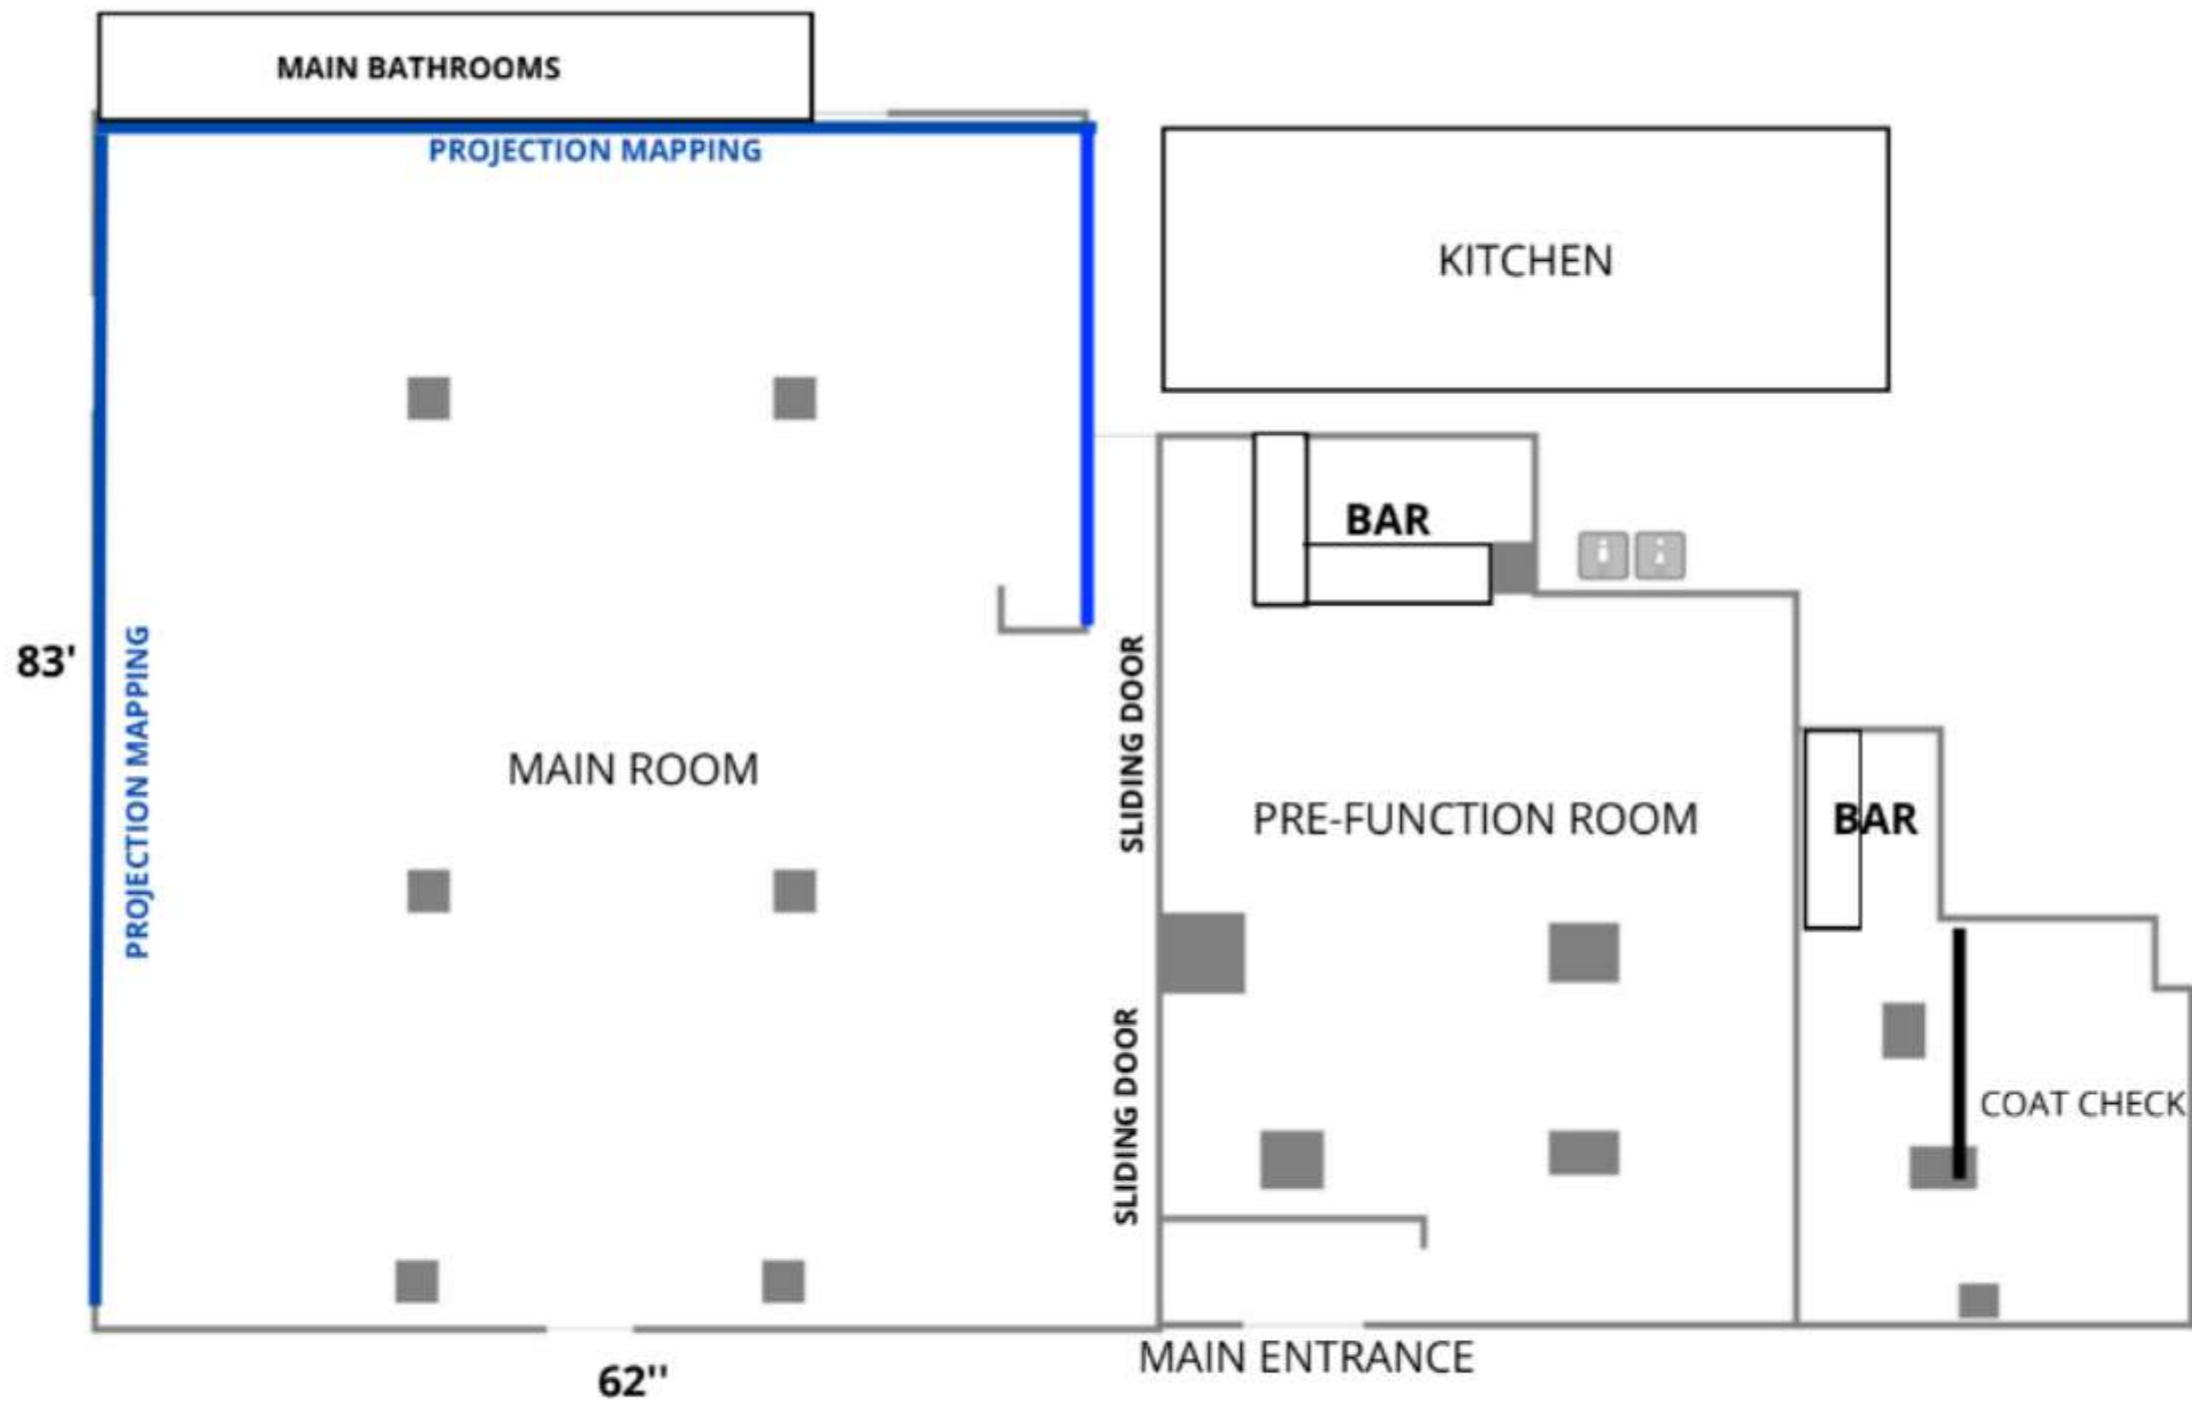 MAIN BATHROOMS
PROJECTION MAPPING
KITCHEN
BAR
83'
PROJECTION MAPPING
MAIN ROOM
SLIDING DOOR
PRE-FUNCTION ROOM
BAR
SLIDING DOOR
COAT CHECK
MAIN ENTRANCE
62''